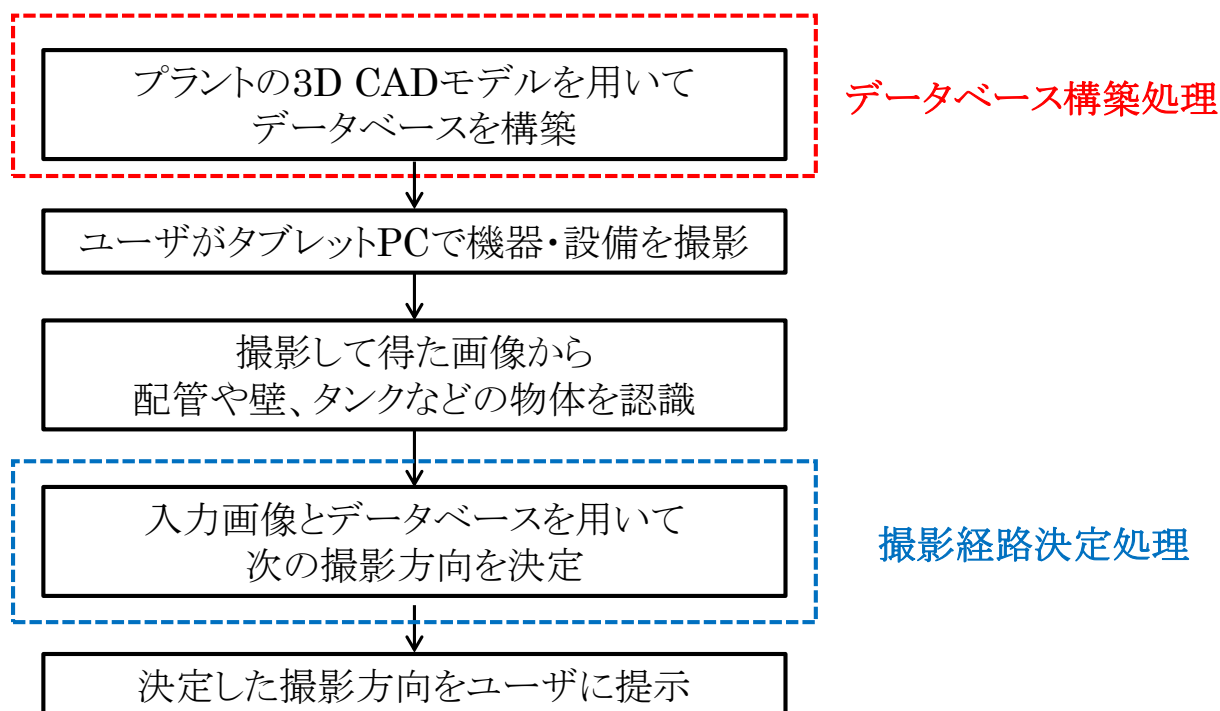 プラントの3D CADモデルを用いて
データベースを構築
データベース構築処理
ユーザがタブレットPCで機器・設備を撮影
撮影して得た画像から
配管や壁、タンクなどの物体を認識
入力画像とデータベースを用いて
次の撮影方向を決定
撮影経路決定処理
決定した撮影方向をユーザに提示